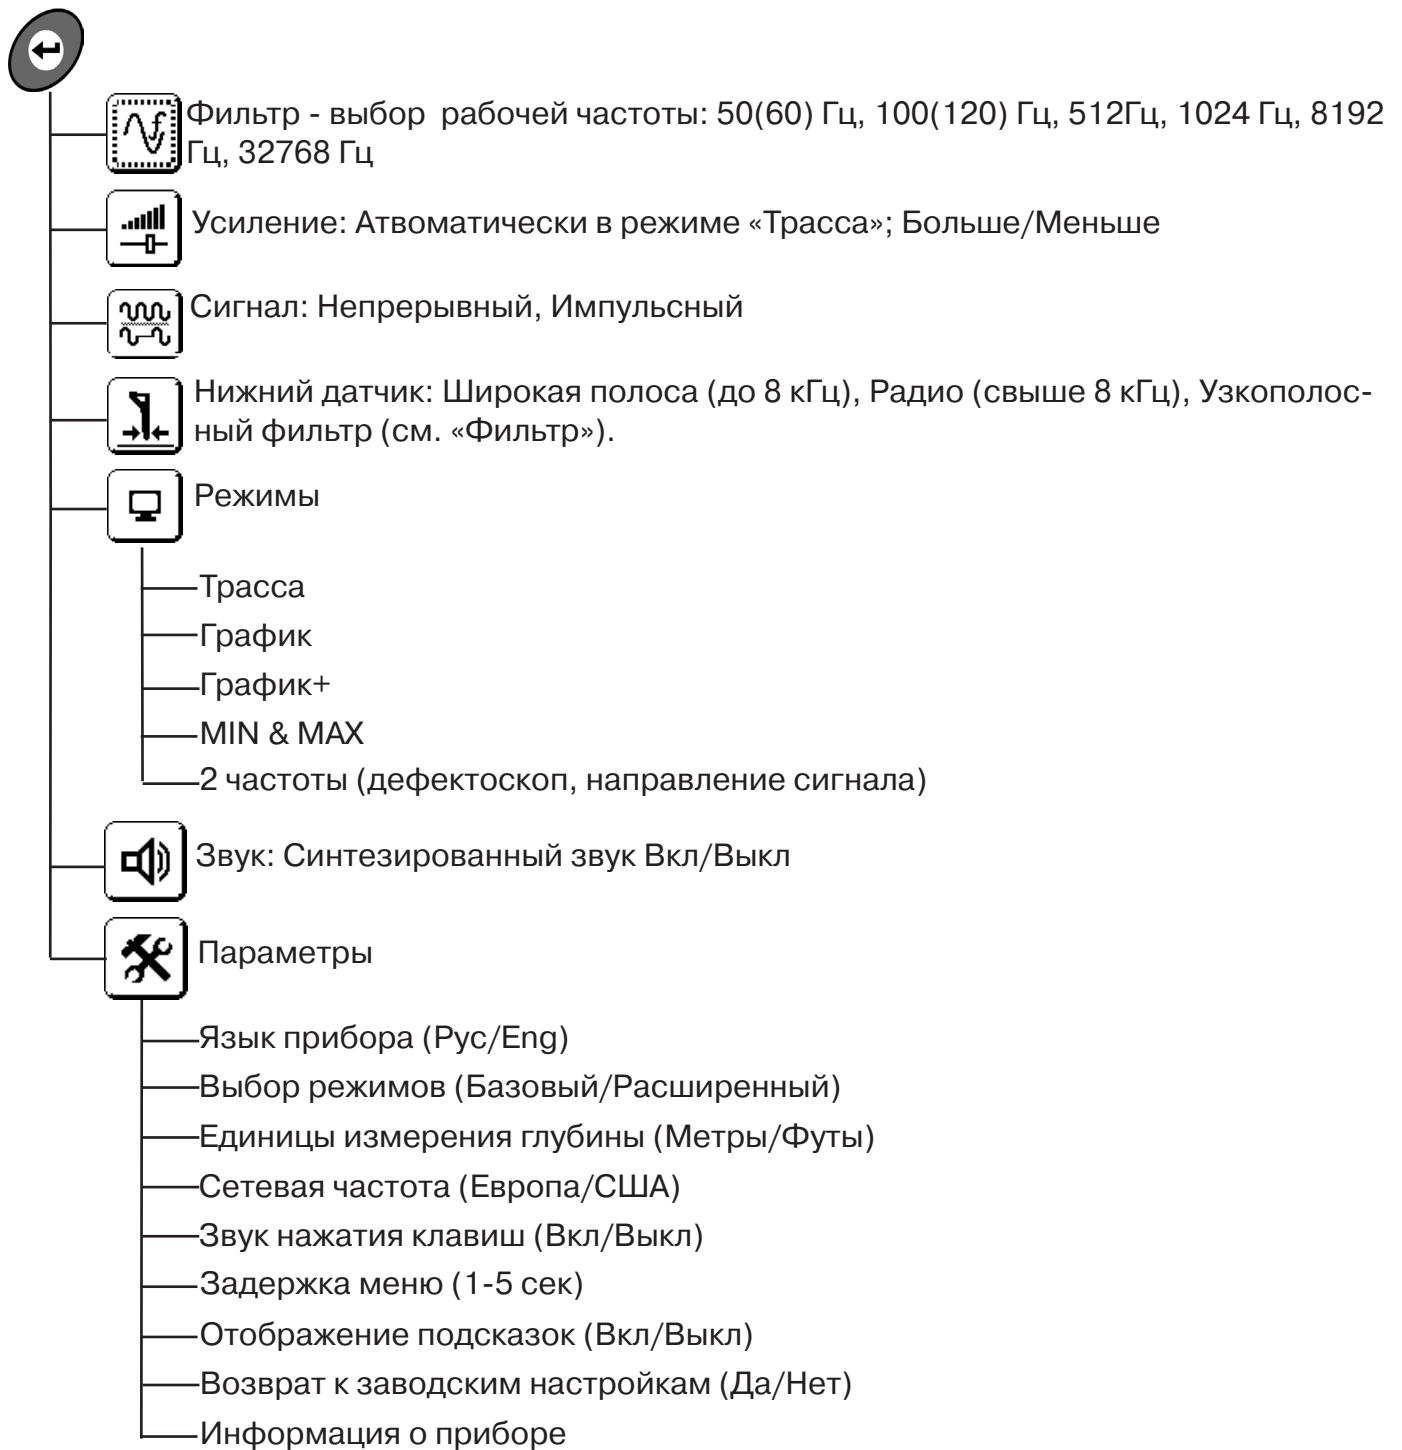 Фильтр - выбор рабочей частоты: 50(60) Гц, 100(120) Гц, 512Гц, 1024 Гц, 8192
Гц, 32768 Гц
Усиление: Атвоматически в режиме «Трасса»; Больше/Меньше
Сигнал: Непрерывный, Импульсный
Нижний датчик: Широкая полоса (до 8 кГц), Радио (свыше 8 кГц), Узкополос-
ный фильтр (см. «Фильтр»).
Режимы
Трасса
График
График+
MIN & MAX
2 частоты (дефектоскоп, направление сигнала)
Звук: Синтезированный звук Вкл/Выкл
Параметры
Язык прибора (Рус/Eng)
Выбор режимов (Базовый/Расширенный)
Единицы измерения глубины (Метры/Футы)
Сетевая частота (Европа/США)
Звук нажатия клавиш (Вкл/Выкл)
Задержка меню (1-5 сек)
Отображение подсказок (Вкл/Выкл)
Возврат к заводским настройкам (Да/Нет)
Информация о приборе